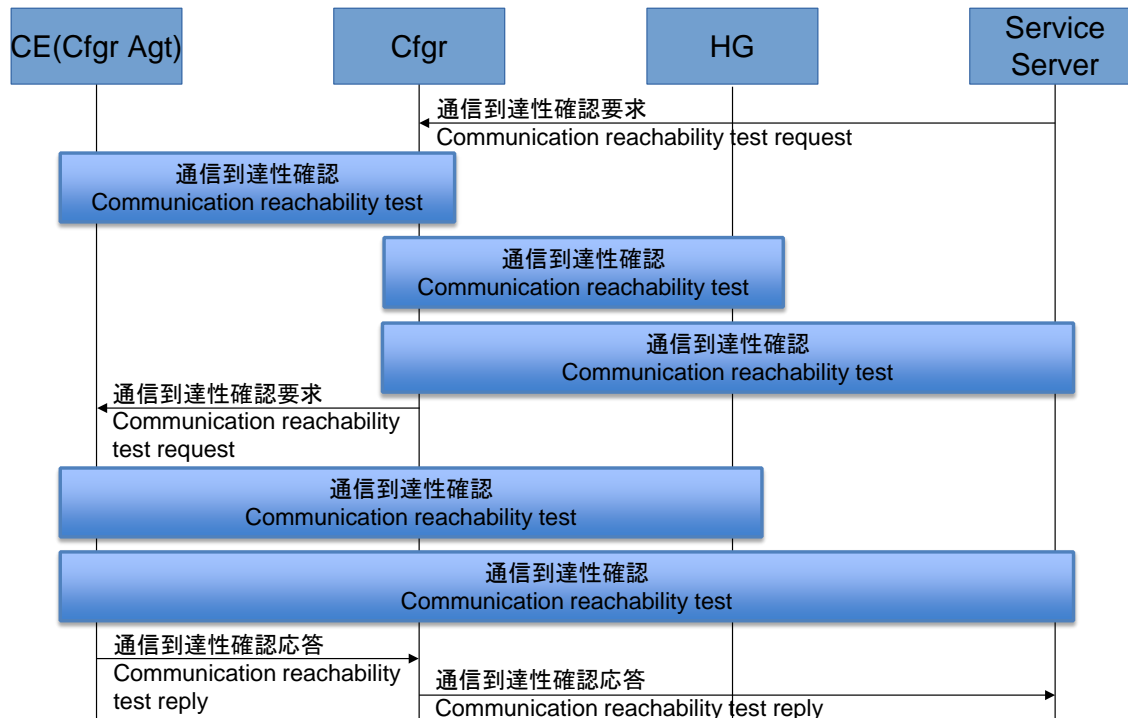 CE(Cfgr Agt)
Cfgr
HG
Service
Server
通信到達性確認要求
Communication reachability test request
通信到達性確認
Communication reachability test
通信到達性確認
Communication reachability test
通信到達性確認
Communication reachability test
通信到達性確認要求
Communication reachability
test request
通信到達性確認
Communication reachability test
通信到達性確認
Communication reachability test
通信到達性確認応答
Communication reachability
test reply
通信到達性確認応答
Communication reachability test reply